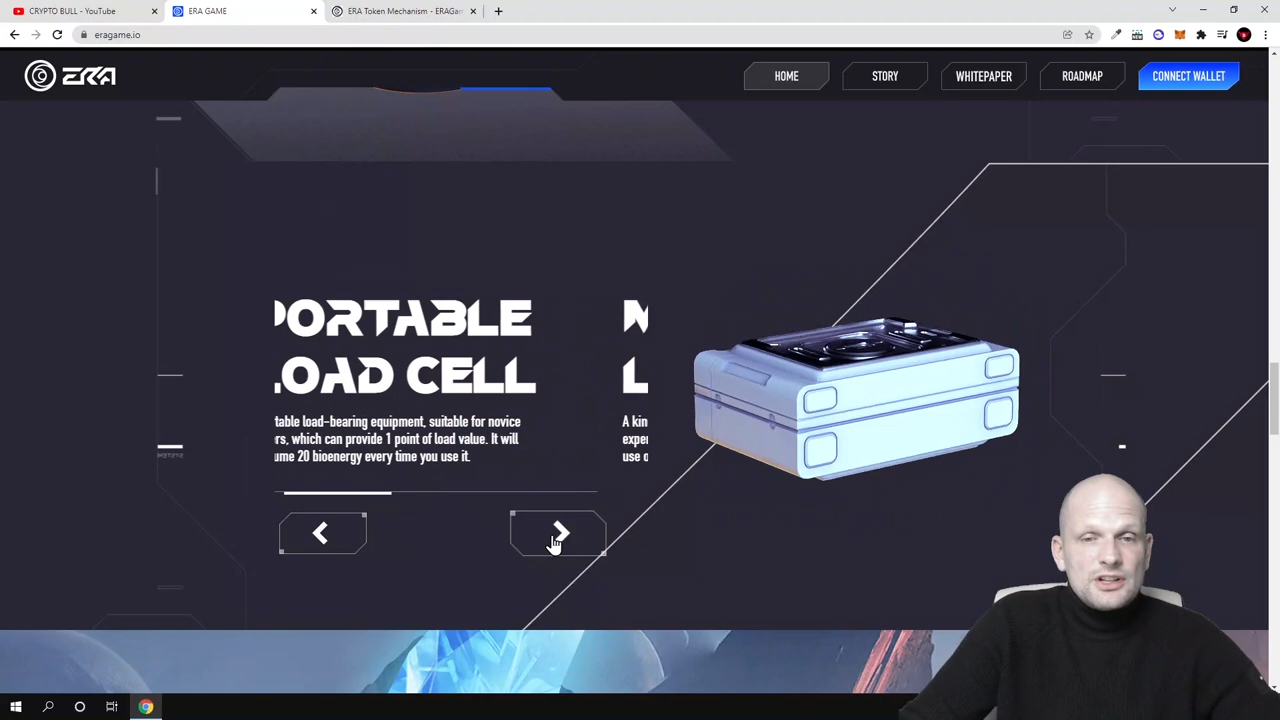 CRYPTO BULL - YouTube
ERA GAME
ERA Token Mechanism - ERAGam
eragame.io
ERA
HOME
STORY
WHITEPAPER
ROADMAP
CONNECT WALLET
PORTABLE
LOAD CELL
table load-bearing equipment, suitable for novice
rs, which can provide 1 point of load value. It will
ume 20 bioenergy every time you use it.
N
L
A kin
exper
use o